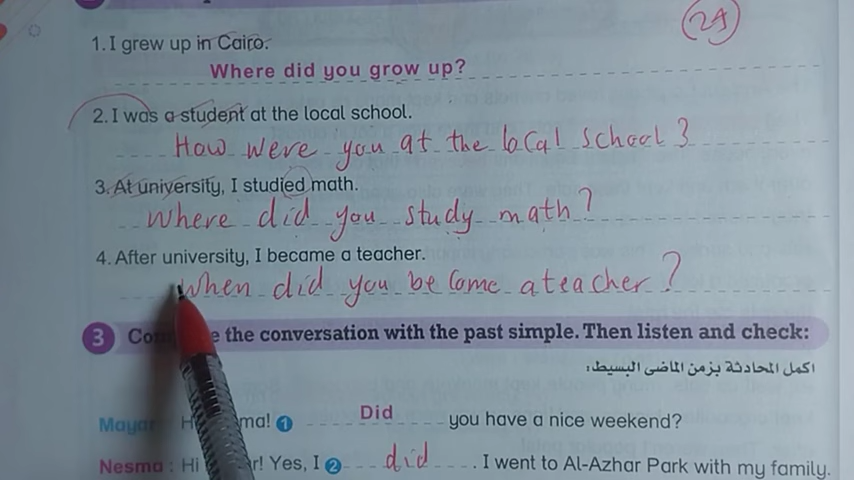 24
1. I grew up in Cairo.
Where did you grow up?
2. I was a student at the local school.
How were you at the local school ?
3. At university, I studied math.
Where did you study math?
4. After university, I became a teacher.
when did you be come a teacher ?
3 the conversation with the past simple. Then listen and check:
اكمل المحادثة بزمن الماضى البسيط:
Mayar ma! 1 Did you have a nice weekend?
Nesma : Hi r! Yes, I 2 did . I went to Al-Azhar Park with my family.